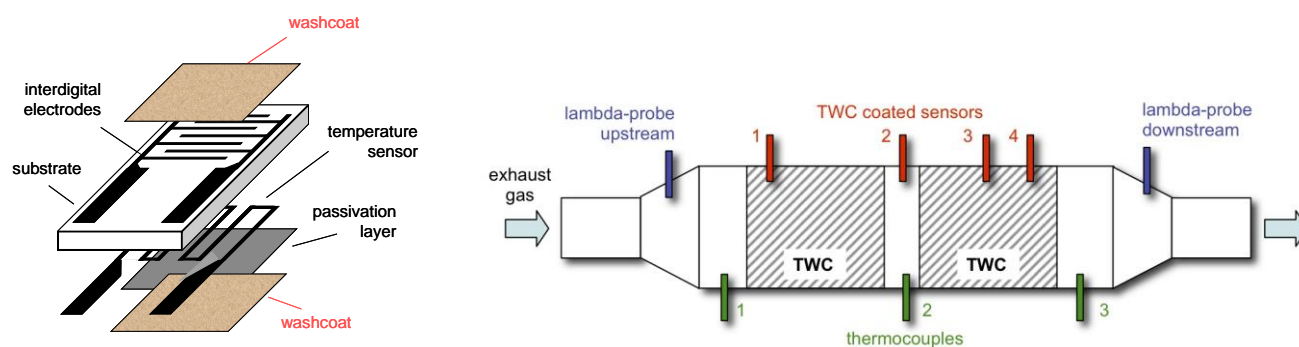 washcoat
interdigital
electrodes
temperature
sensor
substrate
passivation
layer
washcoat
lambda-probe
upstream
TWC coated sensors
lambda-probe
downstream
1
2
3
4
exhaust
gas
TWC
TWC
1
2
3
thermocouples